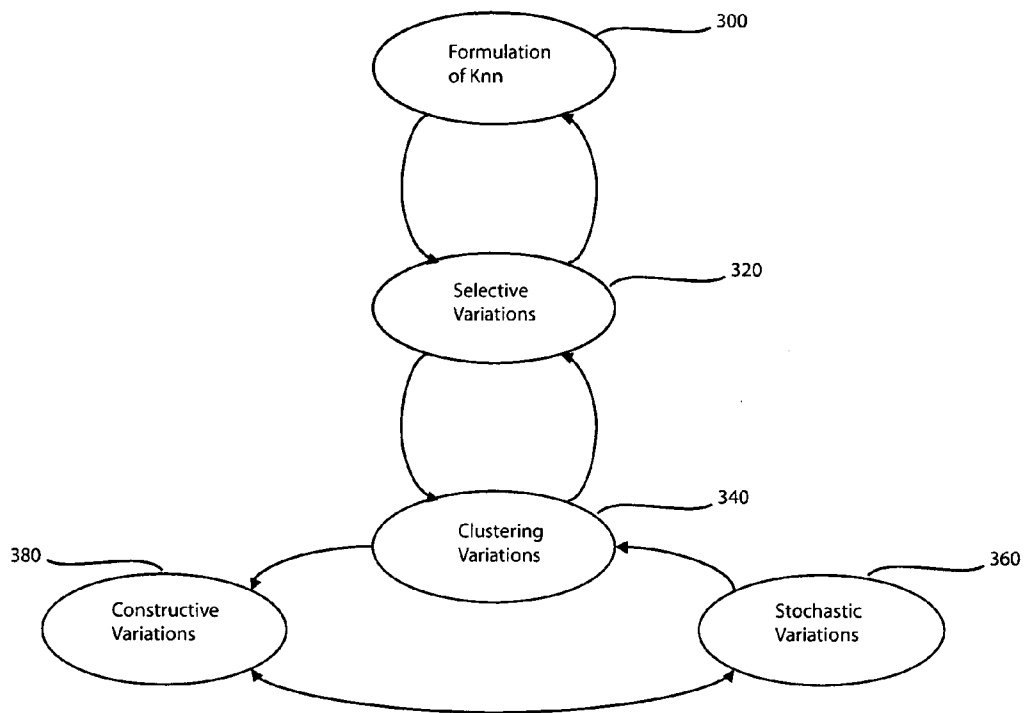 300
Formulation
of Knn
320
Selective
Variations
340
Clustering
Variations
380
Constructive
Variations
360
Stochastic
Variations